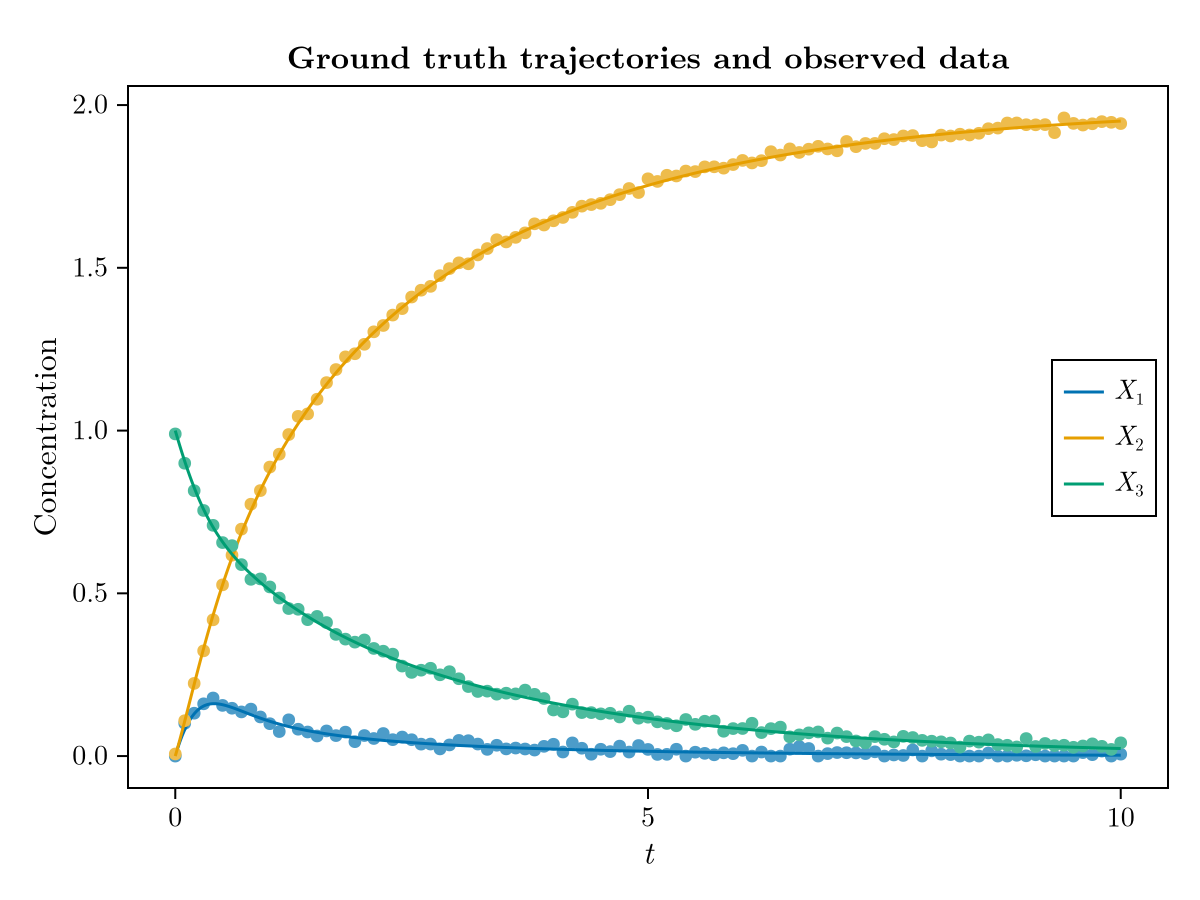 Ground truth trajectories and observed data
2.0
1.5
1.0
0.5
0.0
Concentration
X₁
X₂
X₃
0 5 10
t